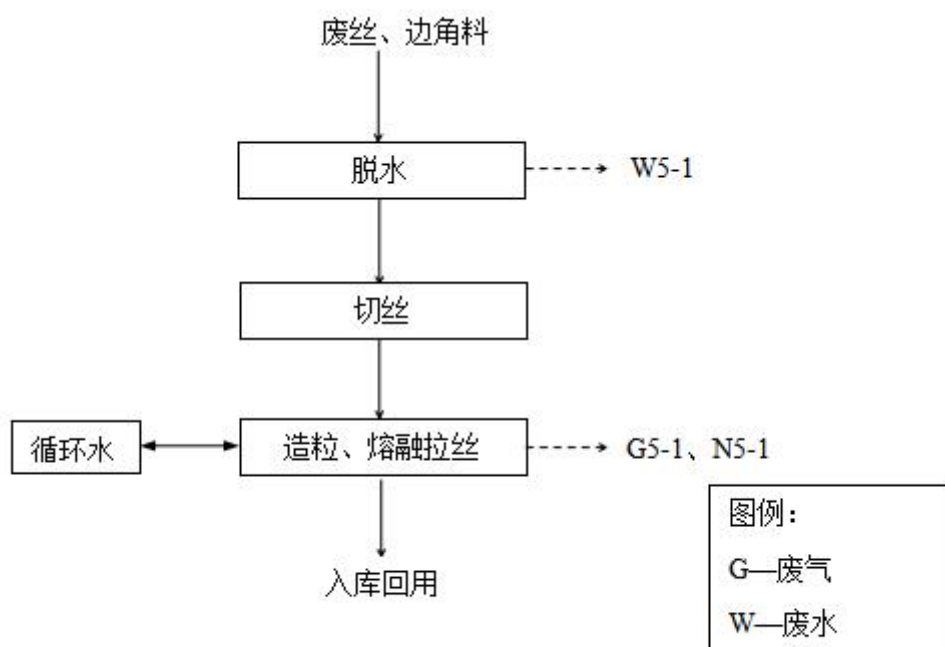 废丝、边角料
脱水
W5-1
切丝
循环水
造粒、熔融拉丝
G5-1、N5-1
入库回用
图例：
G—废气
W—废水